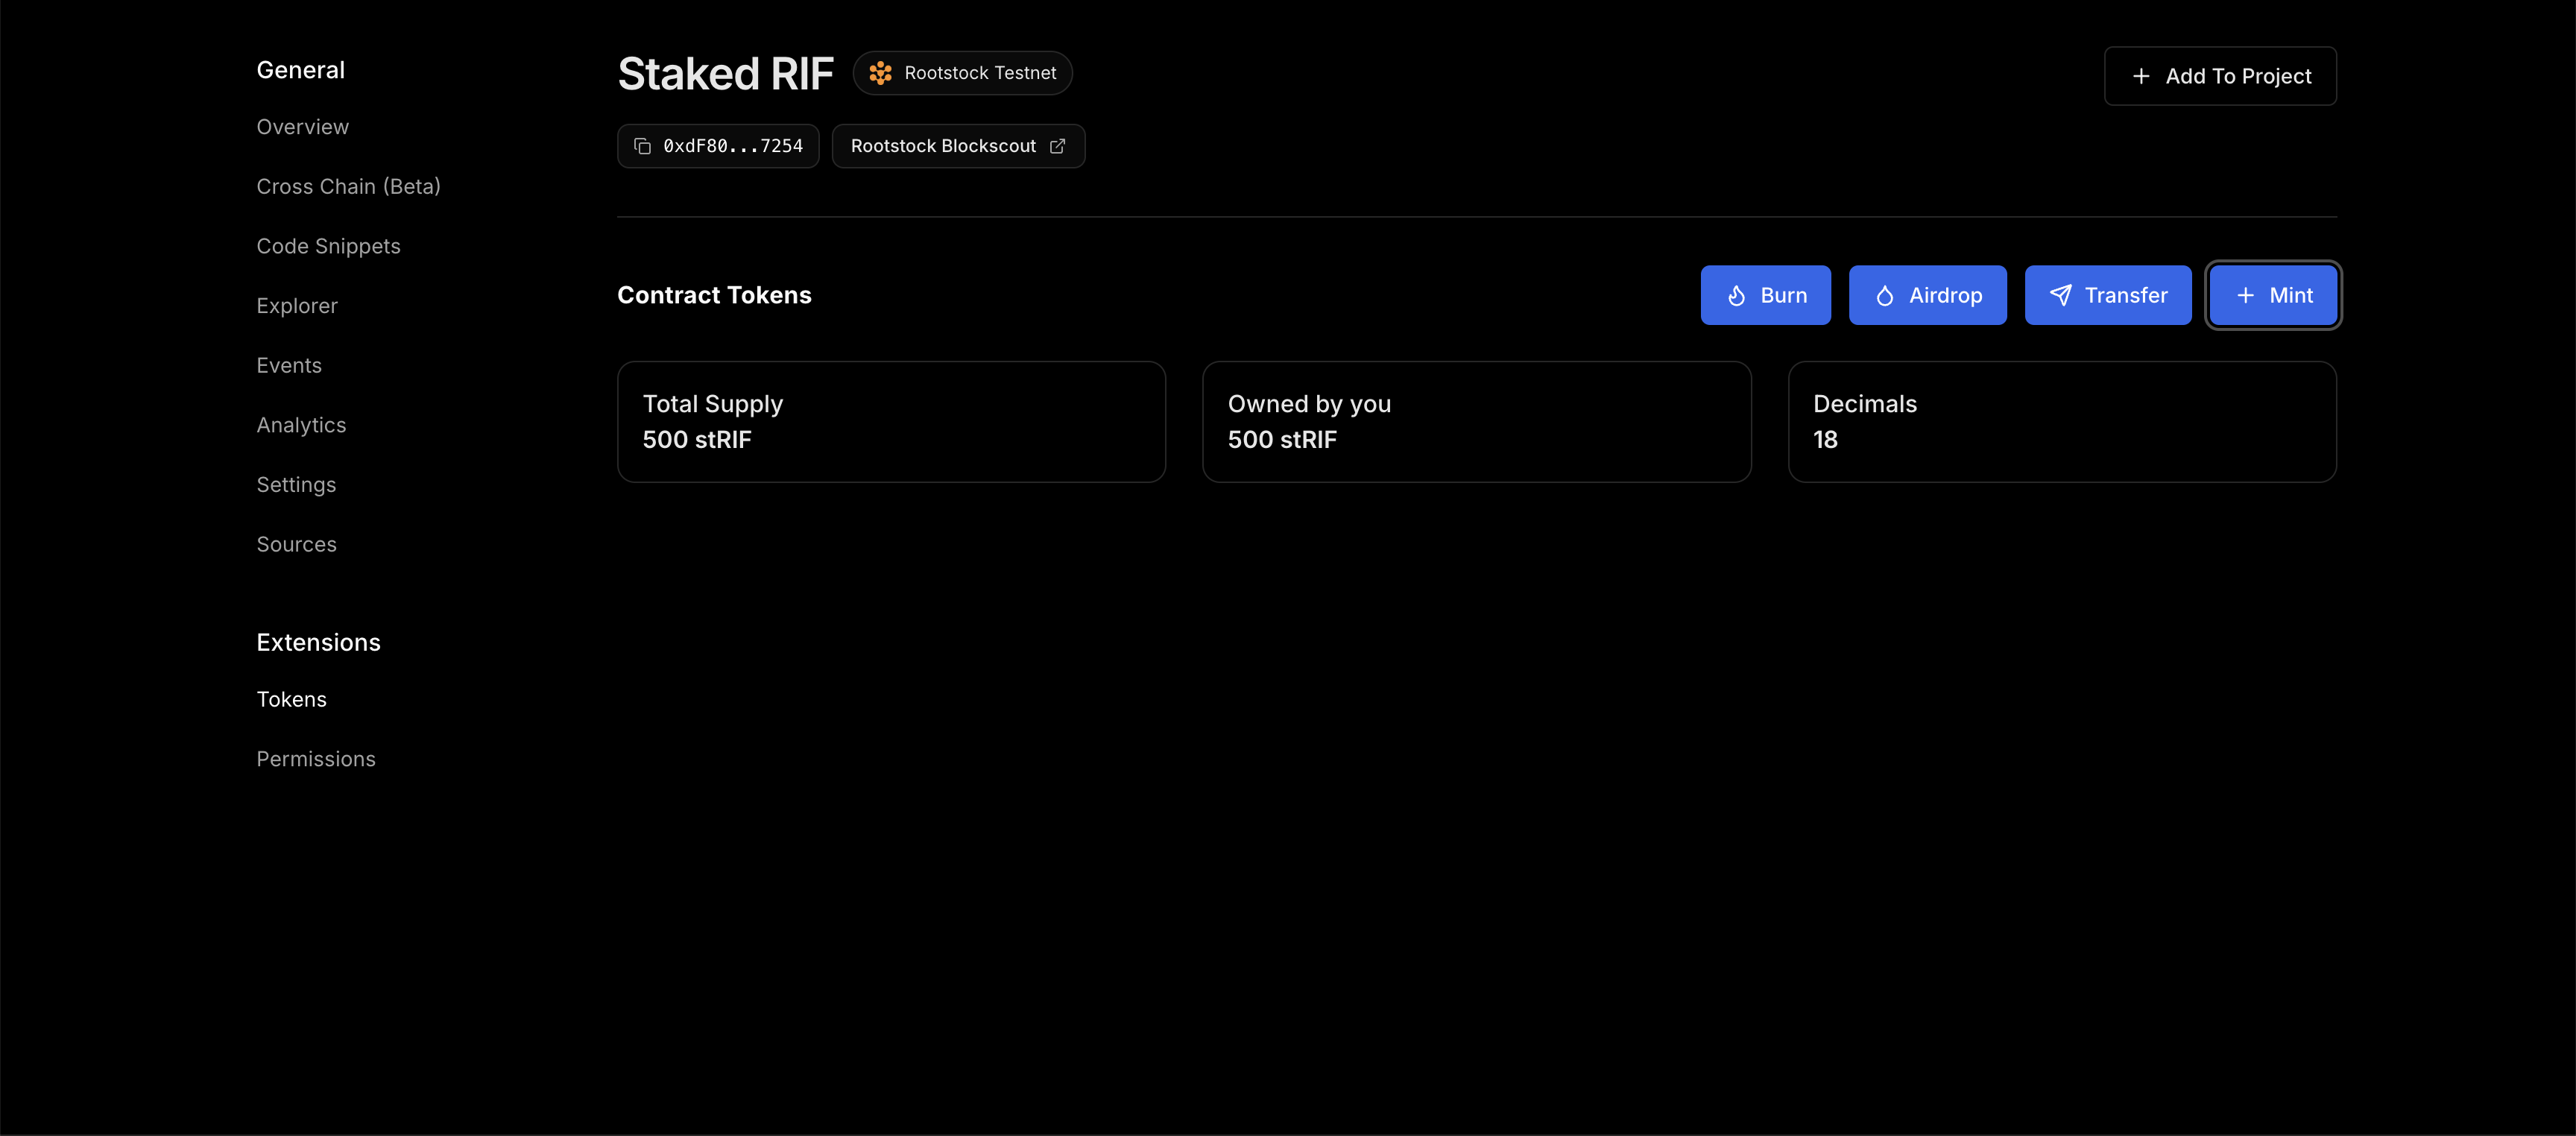 General
Overview
Cross Chain (Beta)
Code Snippets
Explorer
Events
Analytics
Settings
Sources
Extensions
Tokens
Permissions
Staked RIF
Rootstock Testnet
Add To Project
0xdF80...7254
Rootstock Blockscout
Contract Tokens
Burn
Airdrop
Transfer
Mint
Total Supply
500 stRIF
Owned by you
500 stRIF
Decimals
18